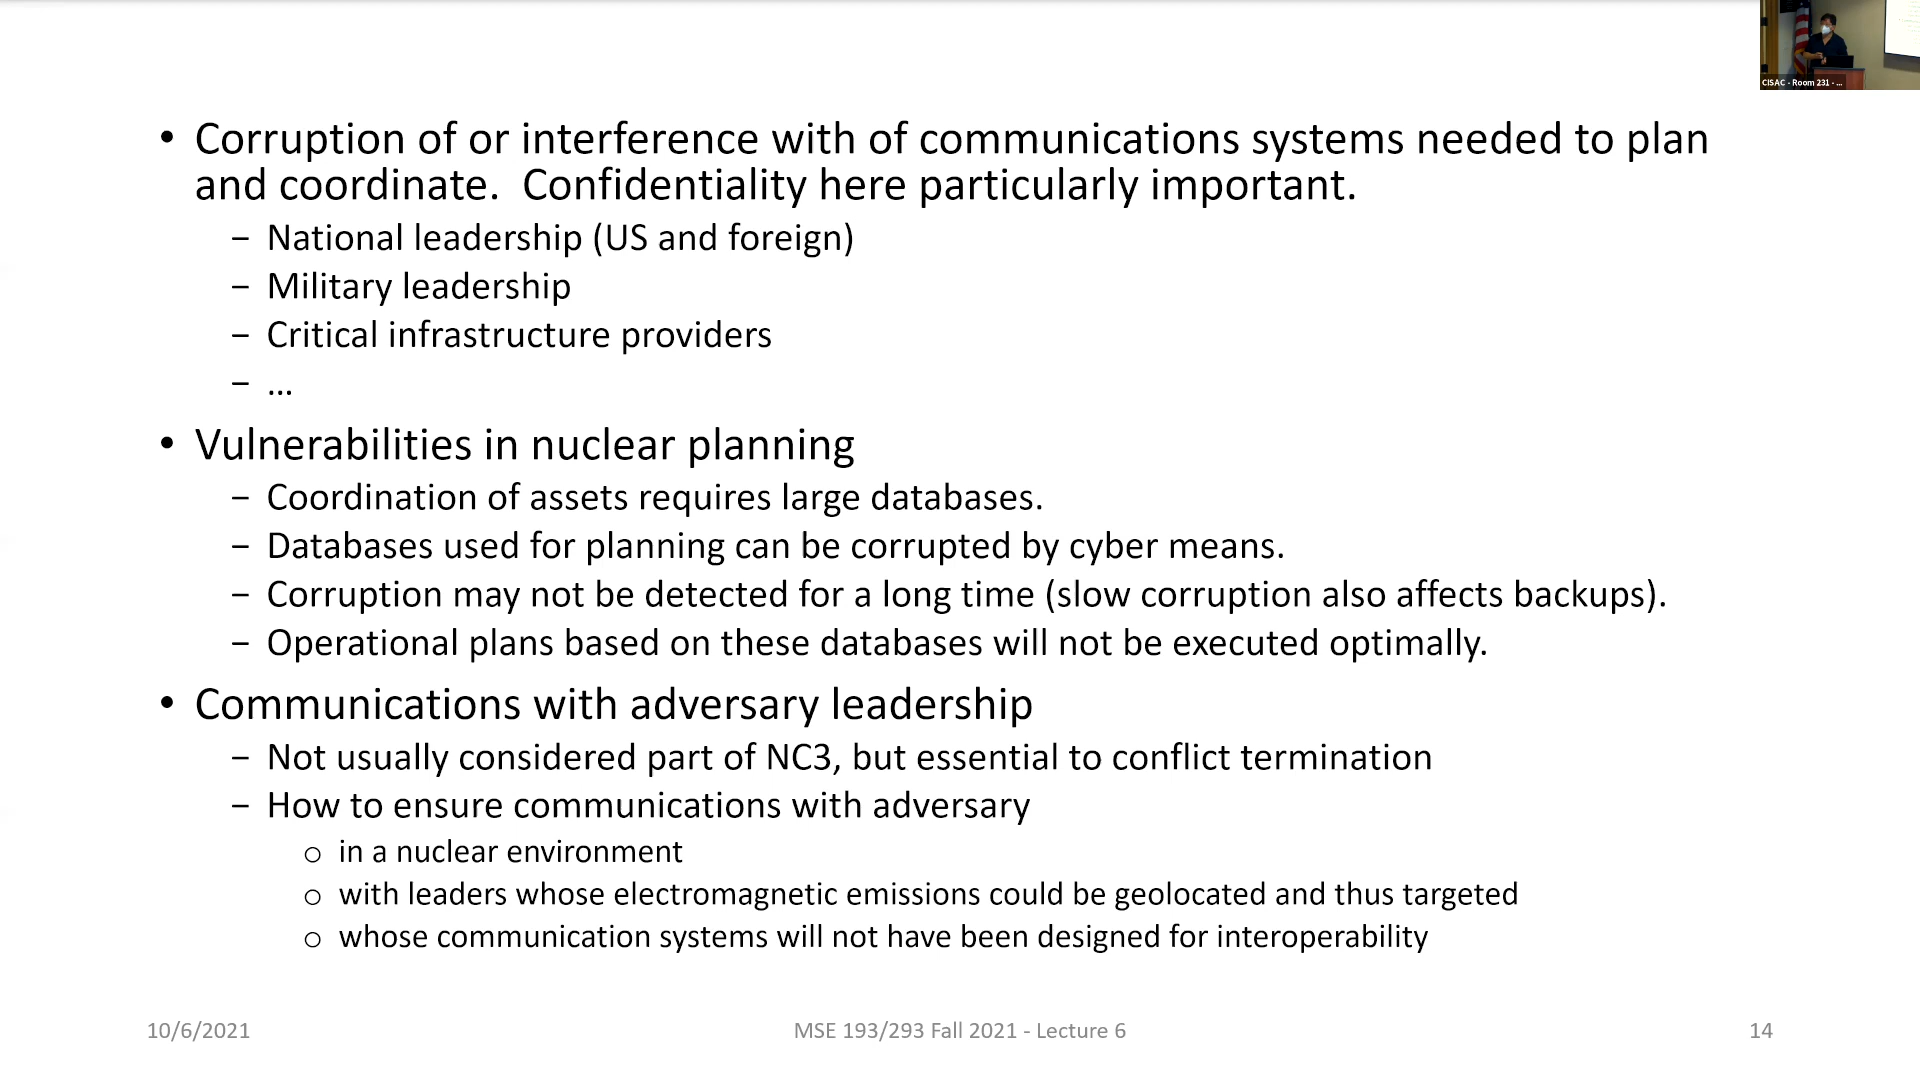 CISAC - Room 231 - ...
• Corruption of or interference with of communications systems needed to plan
and coordinate.  Confidentiality here particularly important.
– National leadership (US and foreign)
– Military leadership
– Critical infrastructure providers
– …
• Vulnerabilities in nuclear planning
– Coordination of assets requires large databases.
– Databases used for planning can be corrupted by cyber means.
– Corruption may not be detected for a long time (slow corruption also affects backups).
– Operational plans based on these databases will not be executed optimally.
• Communications with adversary leadership
– Not usually considered part of NC3, but essential to conflict termination
– How to ensure communications with adversary
o in a nuclear environment
o with leaders whose electromagnetic emissions could be geolocated and thus targeted
o whose communication systems will not have been designed for interoperability
10/6/2021
MSE 193/293 Fall 2021 - Lecture 6
14